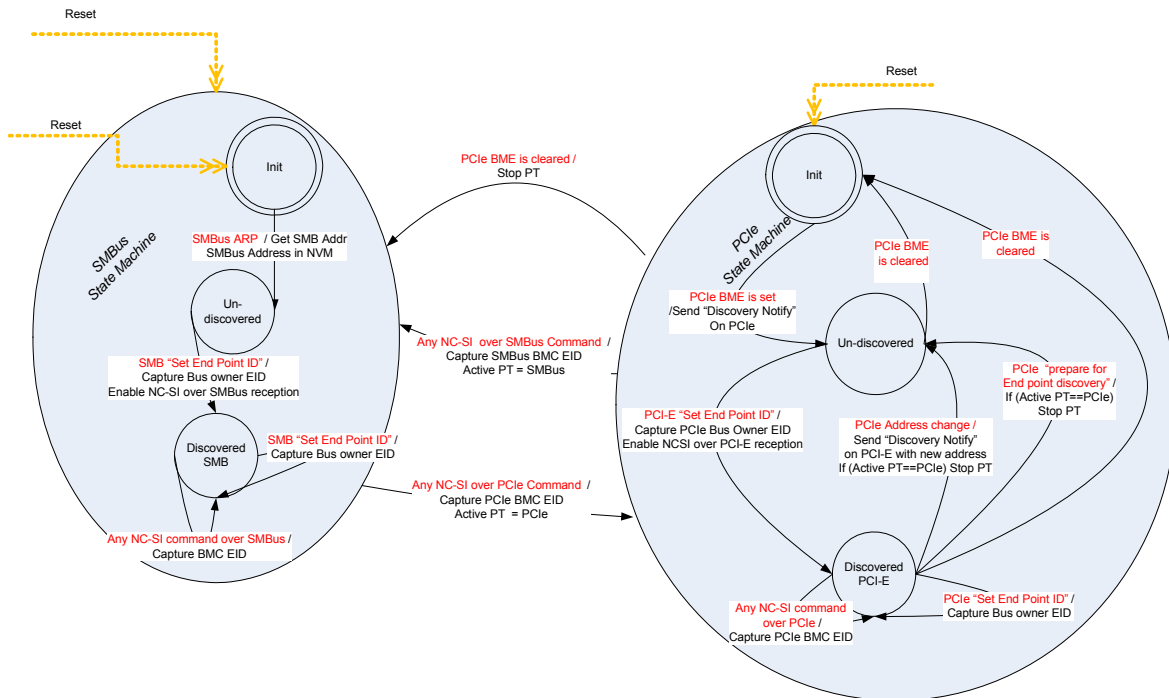 Reset
Reset
Init
SMBus
State Machine
SMBus ARP / Get SMB Addr
SMBus Address in NVM
Un-
discovered
SMB “Set End Point ID” /
Capture Bus owner EID
Enable NC-SI over SMBus reception
Discovered
SMB
SMB “Set End Point ID” /
Capture Bus owner EID
Any NC-SI command over SMBus /
Capture BMC EID
PCIe BME is cleared /
Stop PT
Any NC-SI over SMBus Command /
Capture SMBus BMC EID
Active PT = SMBus
Any NC-SI over PCIe Command /
Capture PCIe BMC EID
Active PT = PCIe
Reset
Init
PCIe
State Machine
PCIe BME is set
/Send “Discovery Notify”
On PCIe
PCIe BME
is cleared
PCIe BME is
cleared
Un-discovered
PCI-E “Set End Point ID” /
Capture PCIe Bus Owner EID
Enable NCSI over PCI-E reception
PCIe Address change /
Send “Discovery Notify”
on PCI-E with new address
If (Active PT==PCIe) Stop PT
PCIe “prepare for
End point discovery” /
If (Active PT==PCIe)
Stop PT
Discovered
PCI-E
Any NC-SI command
over PCIe /
Capture PCIe BMC EID
PCIe “Set End Point ID” /
Capture Bus owner EID